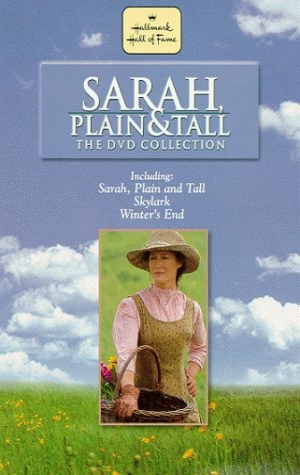 Hallmark
Hall of Fame
SARAH,
PLAIN & TALL
THE DVD COLLECTION
Including:
Sarah, Plain and Tall
Skylark
Winter's End